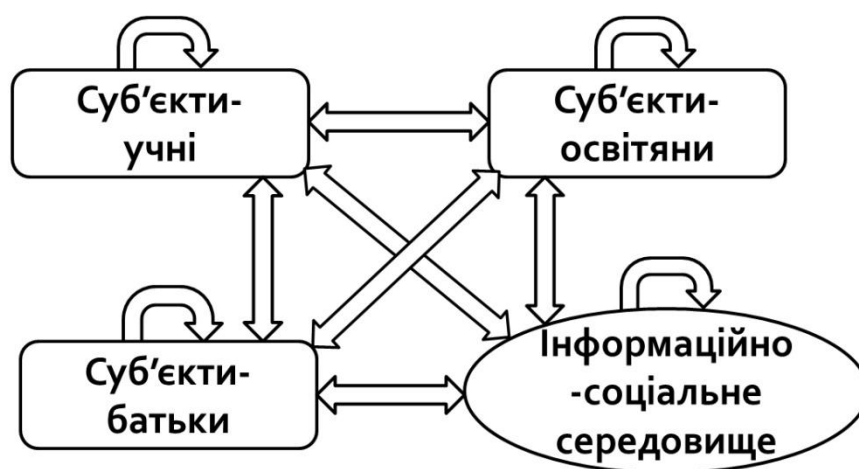 Суб’єкти-
учні
Суб’єкти-
освітяни
Суб’єкти-
батьки
Інформаційно
-соціальне
середовище